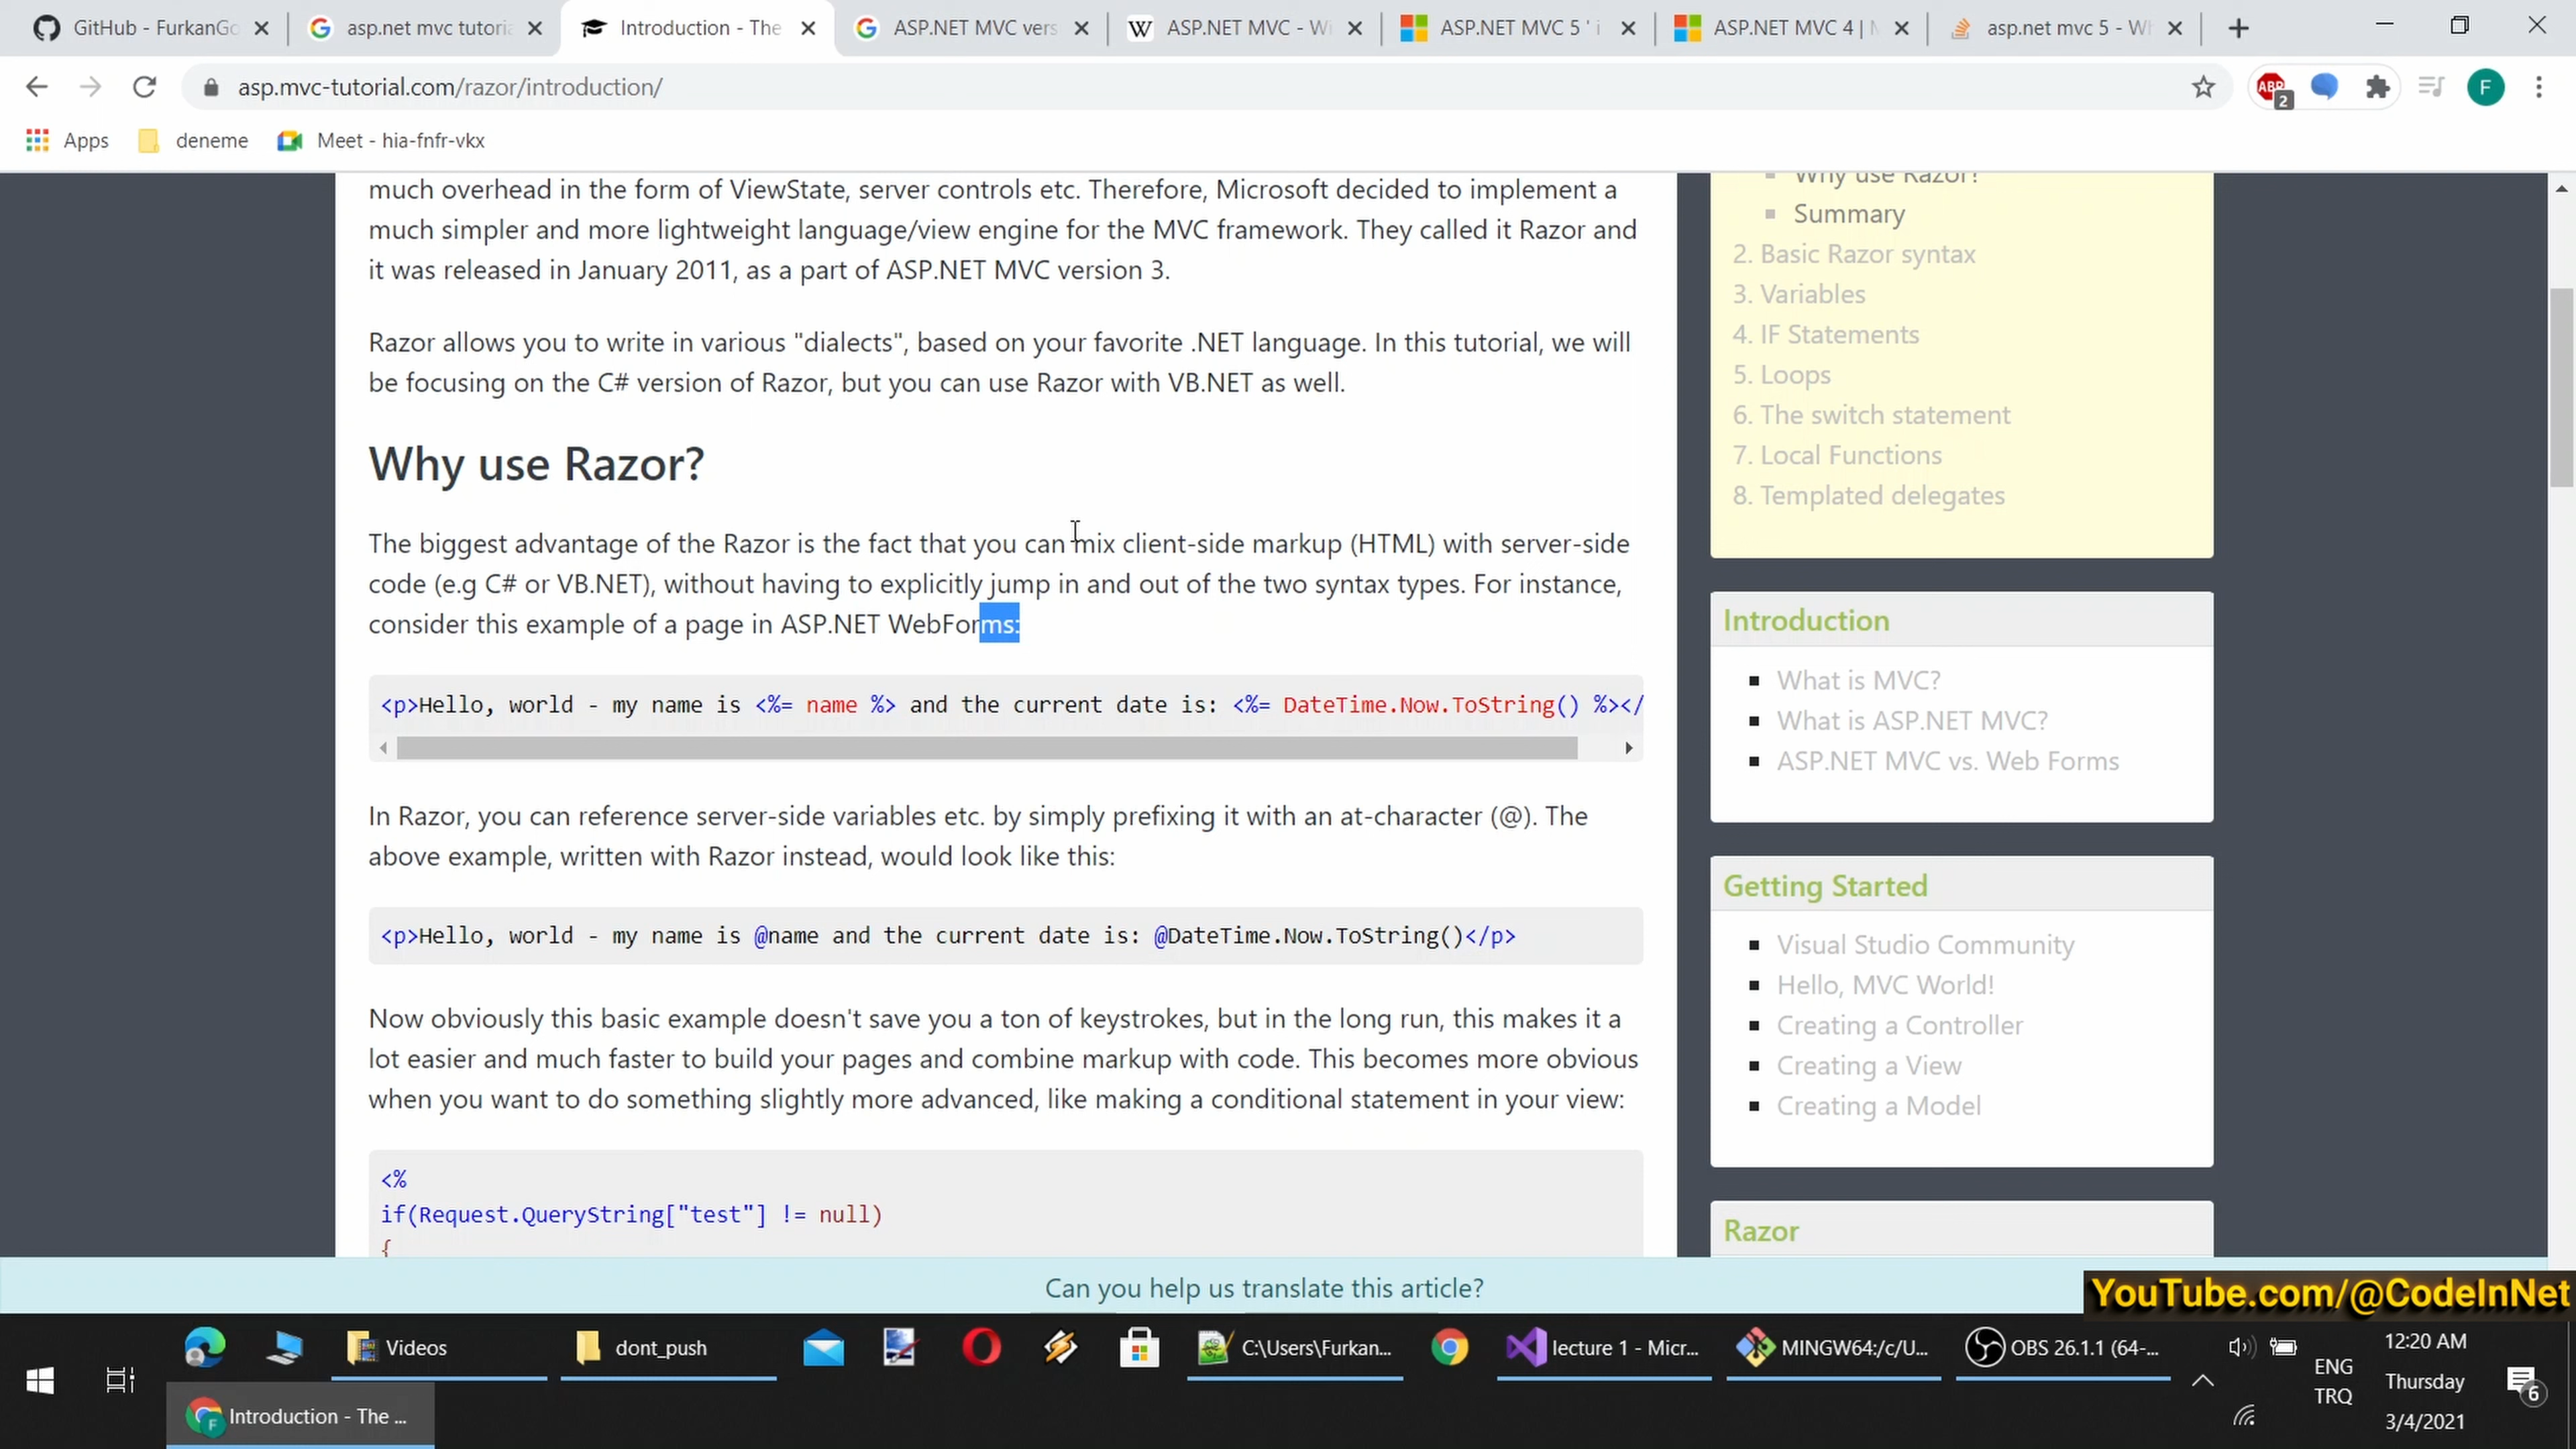 GitHub - FurkanGo
asp.net mvc tutoria
Introduction - The
ASP.NET MVC vers
ASP.NET MVC - Wi
ASP.NET MVC 5 ' i
ASP.NET MVC 4 | M
asp.net mvc 5 - Wh
asp.mvc-tutorial.com/razor/introduction/
ABP
2
F
Apps
deneme
Meet - hia-fnfr-vkx
much overhead in the form of ViewState, server controls etc. Therefore, Microsoft decided to implement a
much simpler and more lightweight language/view engine for the MVC framework. They called it Razor and
it was released in January 2011, as a part of ASP.NET MVC version 3.
Razor allows you to write in various "dialects", based on your favorite .NET language. In this tutorial, we will
be focusing on the C# version of Razor, but you can use Razor with VB.NET as well.
Why use Razor?
The biggest advantage of the Razor is the fact that you can mix client-side markup (HTML) with server-side
code (e.g C# or VB.NET), without having to explicitly jump in and out of the two syntax types. For instance,
consider this example of a page in ASP.NET WebForms:
<p>Hello, world - my name is <%= name %> and the current date is: <%= DateTime.Now.ToString() %></
In Razor, you can reference server-side variables etc. by simply prefixing it with an at-character (@). The
above example, written with Razor instead, would look like this:
<p>Hello, world - my name is @name and the current date is: @DateTime.Now.ToString()</p>
Now obviously this basic example doesn't save you a ton of keystrokes, but in the long run, this makes it a
lot easier and much faster to build your pages and combine markup with code. This becomes more obvious
when you want to do something slightly more advanced, like making a conditional statement in your view:
<%
if(Request.QueryString["test"] != null)
{
Why use Razor?
Summary
2. Basic Razor syntax
3. Variables
4. IF Statements
5. Loops
6. The switch statement
7. Local Functions
8. Templated delegates
Introduction
What is MVC?
What is ASP.NET MVC?
ASP.NET MVC vs. Web Forms
Getting Started
Visual Studio Community
Hello, MVC World!
Creating a Controller
Creating a View
Creating a Model
Razor
Can you help us translate this article?
YouTube.com/@CodeInNet
Videos
dont_push
C:\Users\Furkan...
lecture 1 - Micr...
MINGW64:/c/U...
OBS 26.1.1 (64-...
Introduction - The ...
ENG
TRQ
12:20 AM
Thursday
3/4/2021
6